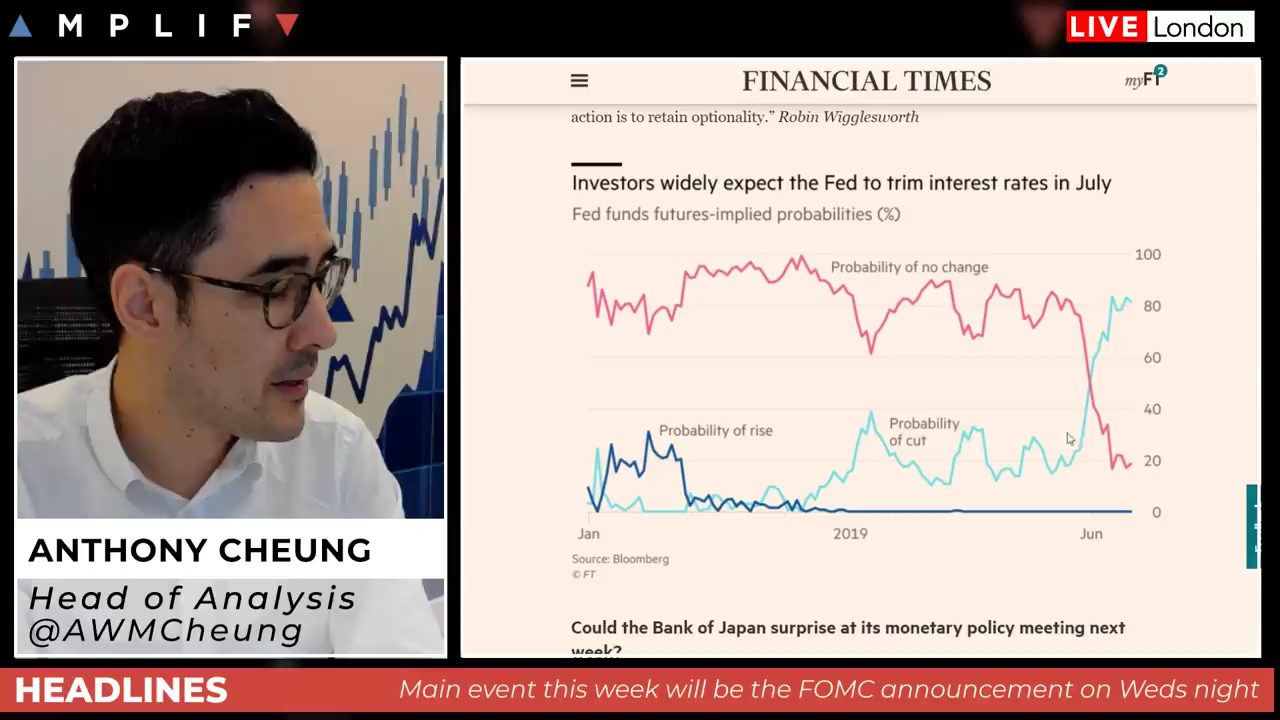 ▲ M P L I F ▼
LIVE London
FINANCIAL TIMES
myFT
2
action is to retain optionality.” Robin Wigglesworth
Investors widely expect the Fed to trim interest rates in July
Fed funds futures-implied probabilities (%)
100
Probability of no change
80
60
40
Probability
of cut
Probability of rise
20
0
Jan
2019
Jun
Source: Bloomberg
© FT
Could the Bank of Japan surprise at its monetary policy meeting next
week?
ANTHONY CHEUNG
Head of Analysis
@AWMCheung
HEADLINES
Main event this week will be the FOMC announcement on Weds night